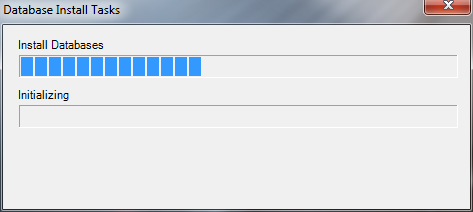 Database Install Tasks
Install Databases
Initializing